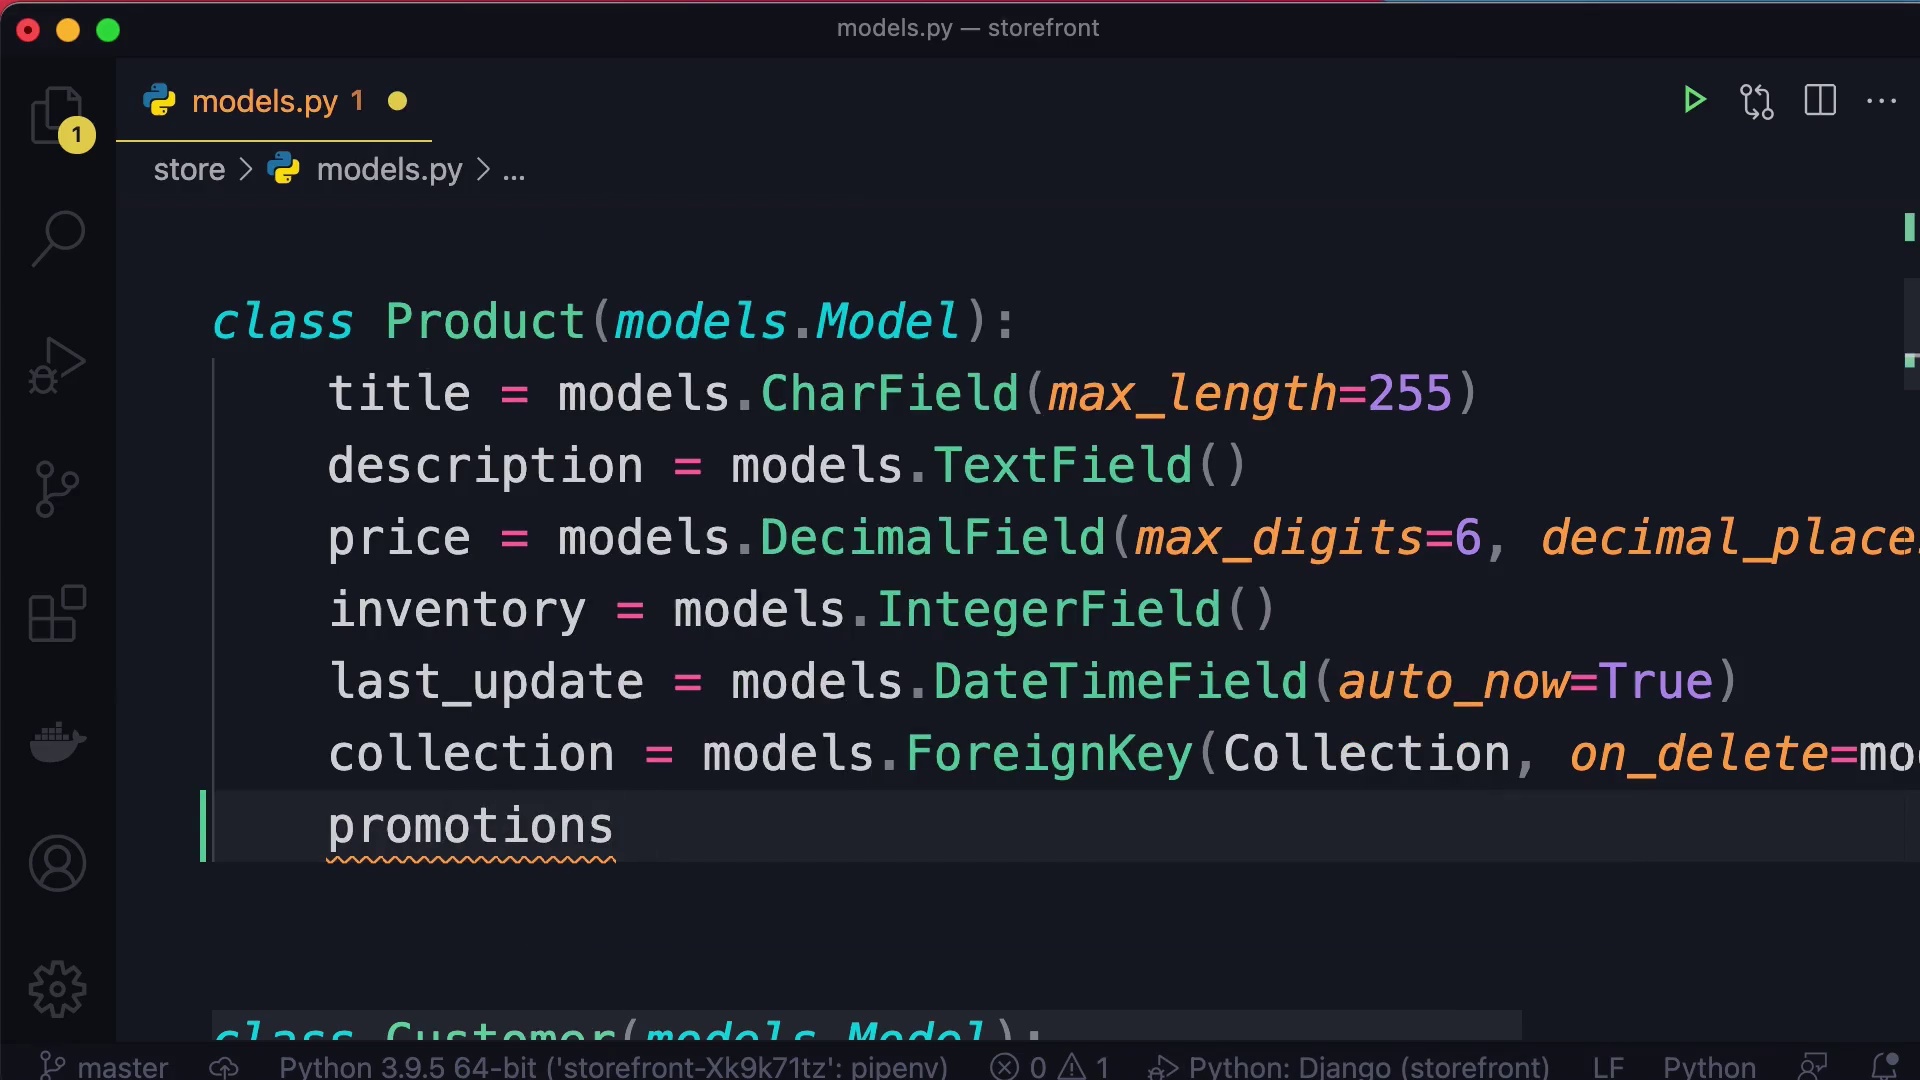 models.py — storefront
models.py 1
1
store > models.py > ...
class Product(models.Model):
title = models.CharField(max_length=255)
description = models.TextField()
price = models.DecimalField(max_digits=6, decimal_place
inventory = models.IntegerField()
last_update = models.DateTimeField(auto_now=True)
collection = models.ForeignKey(Collection, on_delete=mo
promotions
class Customer(models.Model):
master Python 3.9.5 64-bit ('storefront-Xk9k71tz': pipenv) 0 1 Python: Django (storefront) LF Python